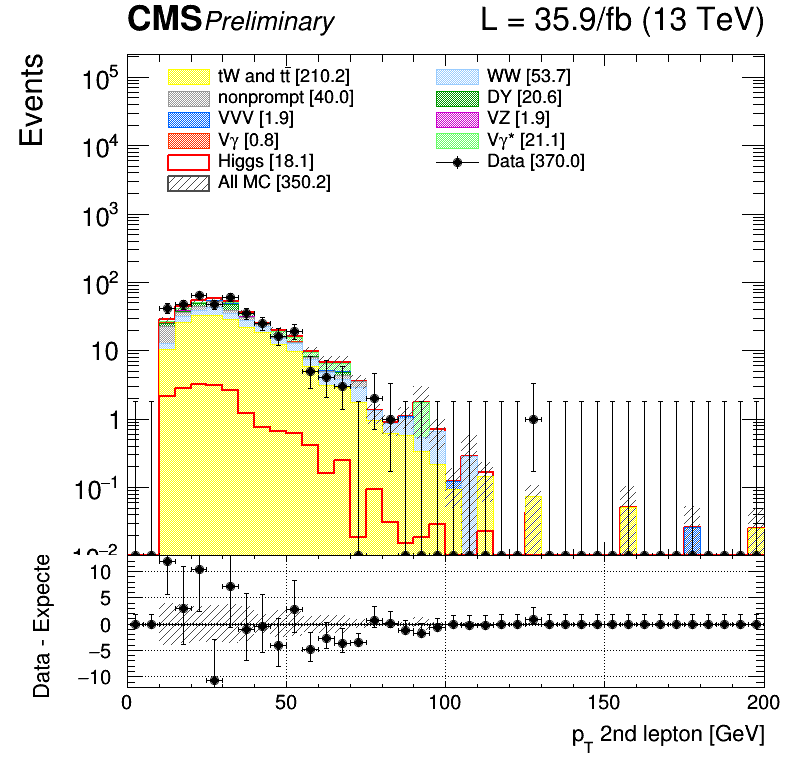 CMS Preliminary L = 35.9/fb (13 TeV)
Events
10^5
10^4
10^3
10^2
10
1
10^-1
10^-2
tW and tt̄ [210.2] WW [53.7]
nonprompt [40.0] DY [20.6]
VVV [1.9] VZ [1.9]
Vγ [0.8] Vγ* [21.1]
Higgs [18.1] Data [370.0]
All MC [350.2]
Data - Expecte
10
5
0
−5
−10
0 50 100 150 200
p_T 2nd lepton [GeV]